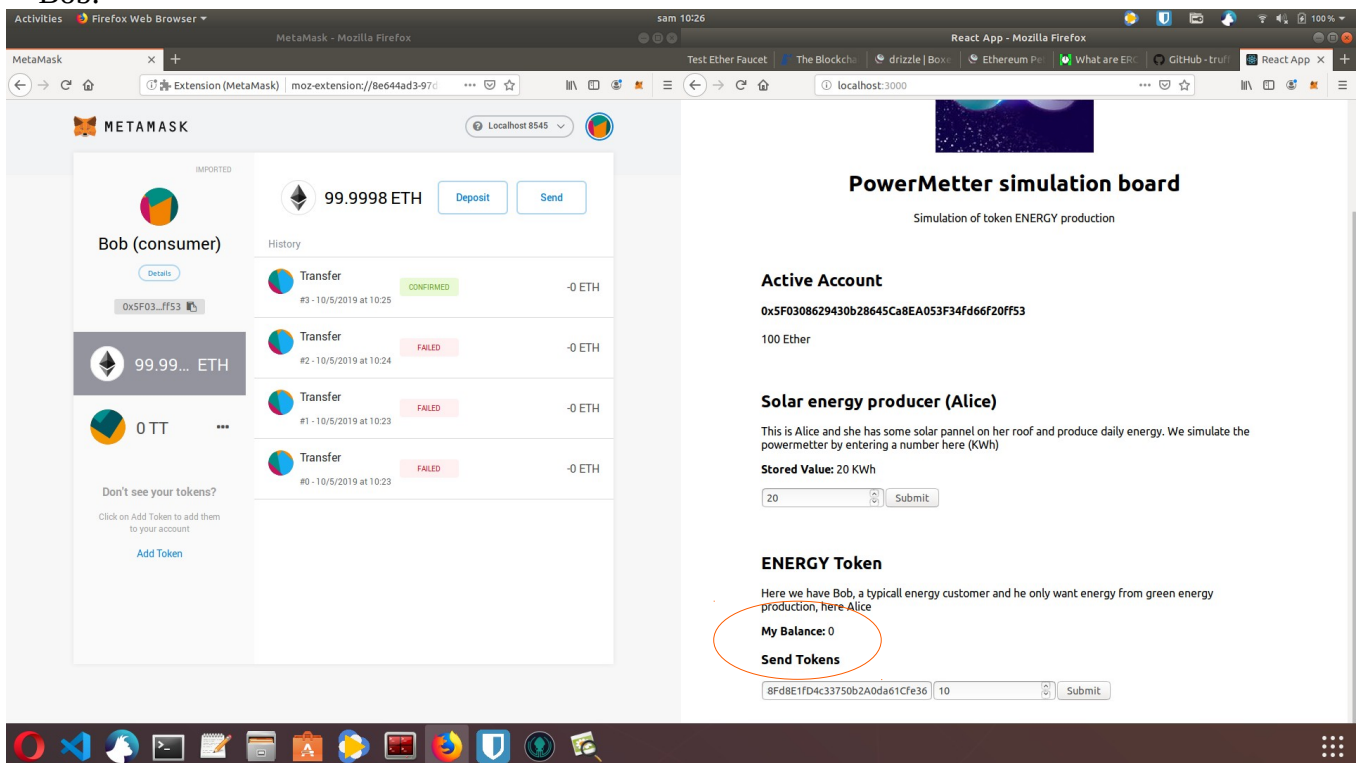 Bob.
Activities Firefox Web Browser sam 10:26 100 %
MetaMask - Mozilla Firefox
MetaMask
Extension (MetaMask) moz-extension://8e644ad3-97d
METAMASK
Localhost 8545
IMPORTED
Bob (consumer)
Details
0x5F03...ff53
99.99... ETH
0 TT
Don't see your tokens?
Click on Add Token to add them
to your account
Add Token
99.9998 ETH Deposit Send
History
Transfer
CONFIRMED -0 ETH
#3 - 10/5/2019 at 10:25
Transfer
FAILED -0 ETH
#2 - 10/5/2019 at 10:24
Transfer
FAILED -0 ETH
#1 - 10/5/2019 at 10:23
Transfer
FAILED -0 ETH
#0 - 10/5/2019 at 10:23
React App - Mozilla Firefox
Test Ether Faucet The Blockcha drizzle | Boxe Ethereum Pet What are ERC GitHub - truff React App
localhost:3000
PowerMetter simulation board
Simulation of token ENERGY production
Active Account
0x5F0308629430b28645Ca8EA053F34fd66f20ff53
100 Ether
Solar energy producer (Alice)
This is Alice and she has some solar pannel on her roof and produce daily energy. We simulate the
powermetter by entering a number here (KWh)
Stored Value: 20 KWh
20 Submit
ENERGY Token
Here we have Bob, a typicall energy customer and he only want energy from green energy
production, here Alice
My Balance: 0
Send Tokens
8Fd8E1fD4c33750b2A0da61Cfe36 10 Submit